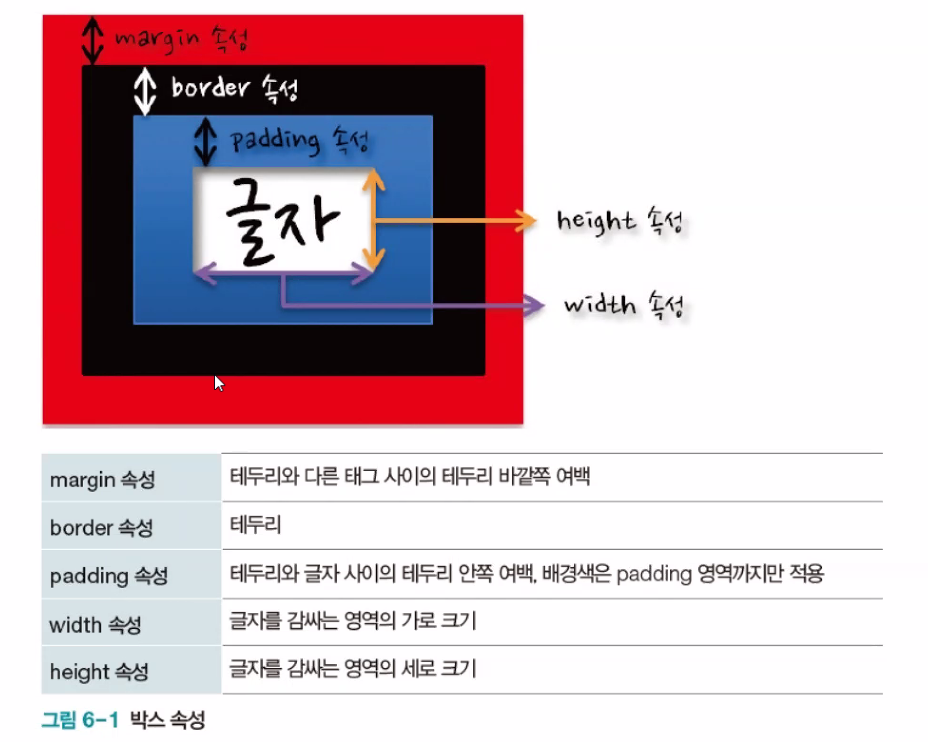 margin 속성
border 속성
padding 속성
글자
height 속성
width 속성
margin 속성 테두리와 다른 태그 사이의 테두리 바깥쪽 여백
border 속성 테두리
padding 속성 테두리와 글자 사이의 테두리 안쪽 여백, 배경색은 padding 영역까지만 적용
width 속성 글자를 감싸는 영역의 가로 크기
height 속성 글자를 감싸는 영역의 세로 크기
그림 6-1 박스 속성